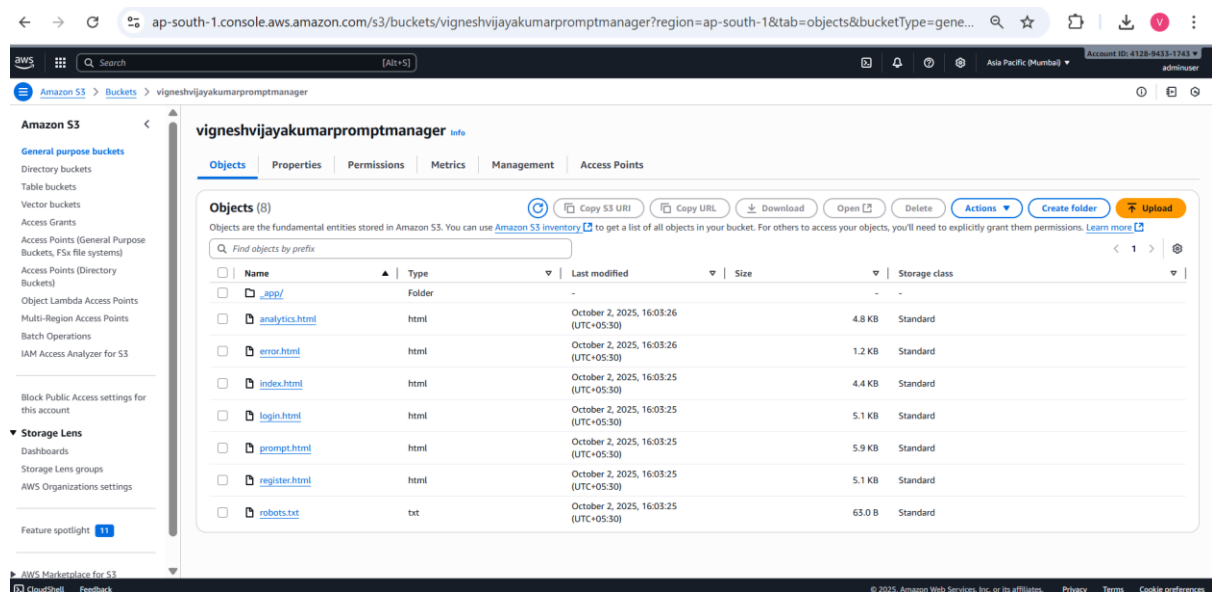 ap-south-1.console.aws.amazon.com/s3/buckets/vigneshvijayakumarpromptmanager?region=ap-south-1&tab=objects&bucketType=gene...
V
aws
Search
[Alt+S]
Asia Pacific (Mumbai) ▼
Account ID: 4128-9433-1743 ▼
adminuser
Amazon S3 > Buckets > vigneshvijayakumarpromptmanager
Amazon S3
General purpose buckets
Directory buckets
Table buckets
Vector buckets
Access Grants
Access Points (General Purpose
Buckets, FSx file systems)
Access Points (Directory
Buckets)
Object Lambda Access Points
Multi-Region Access Points
Batch Operations
IAM Access Analyzer for S3
Block Public Access settings for
this account
Storage Lens
Dashboards
Storage Lens groups
AWS Organizations settings
Feature spotlight 11
AWS Marketplace for S3
vigneshvijayakumarpromptmanager Info
Objects Properties Permissions Metrics Management Access Points
Objects (8)
Copy S3 URI Copy URL Download Open Delete Actions ▼ Create folder Upload
Objects are the fundamental entities stored in Amazon S3. You can use Amazon S3 inventory to get a list of all objects in your bucket. For others to access your objects, you'll need to explicitly grant them permissions. Learn more
Find objects by prefix
< 1 >
Name Type Last modified Size Storage class
_app/ Folder - - -
analytics.html html October 2, 2025, 16:03:26 (UTC+05:30) 4.8 KB Standard
error.html html October 2, 2025, 16:03:26 (UTC+05:30) 1.2 KB Standard
index.html html October 2, 2025, 16:03:25 (UTC+05:30) 4.4 KB Standard
login.html html October 2, 2025, 16:03:25 (UTC+05:30) 5.1 KB Standard
prompt.html html October 2, 2025, 16:03:25 (UTC+05:30) 5.9 KB Standard
register.html html October 2, 2025, 16:03:25 (UTC+05:30) 5.1 KB Standard
robots.txt txt October 2, 2025, 16:03:25 (UTC+05:30) 63.0 B Standard
CloudShell Feedback
© 2025, Amazon Web Services, Inc. or its affiliates. Privacy Terms Cookie preferences